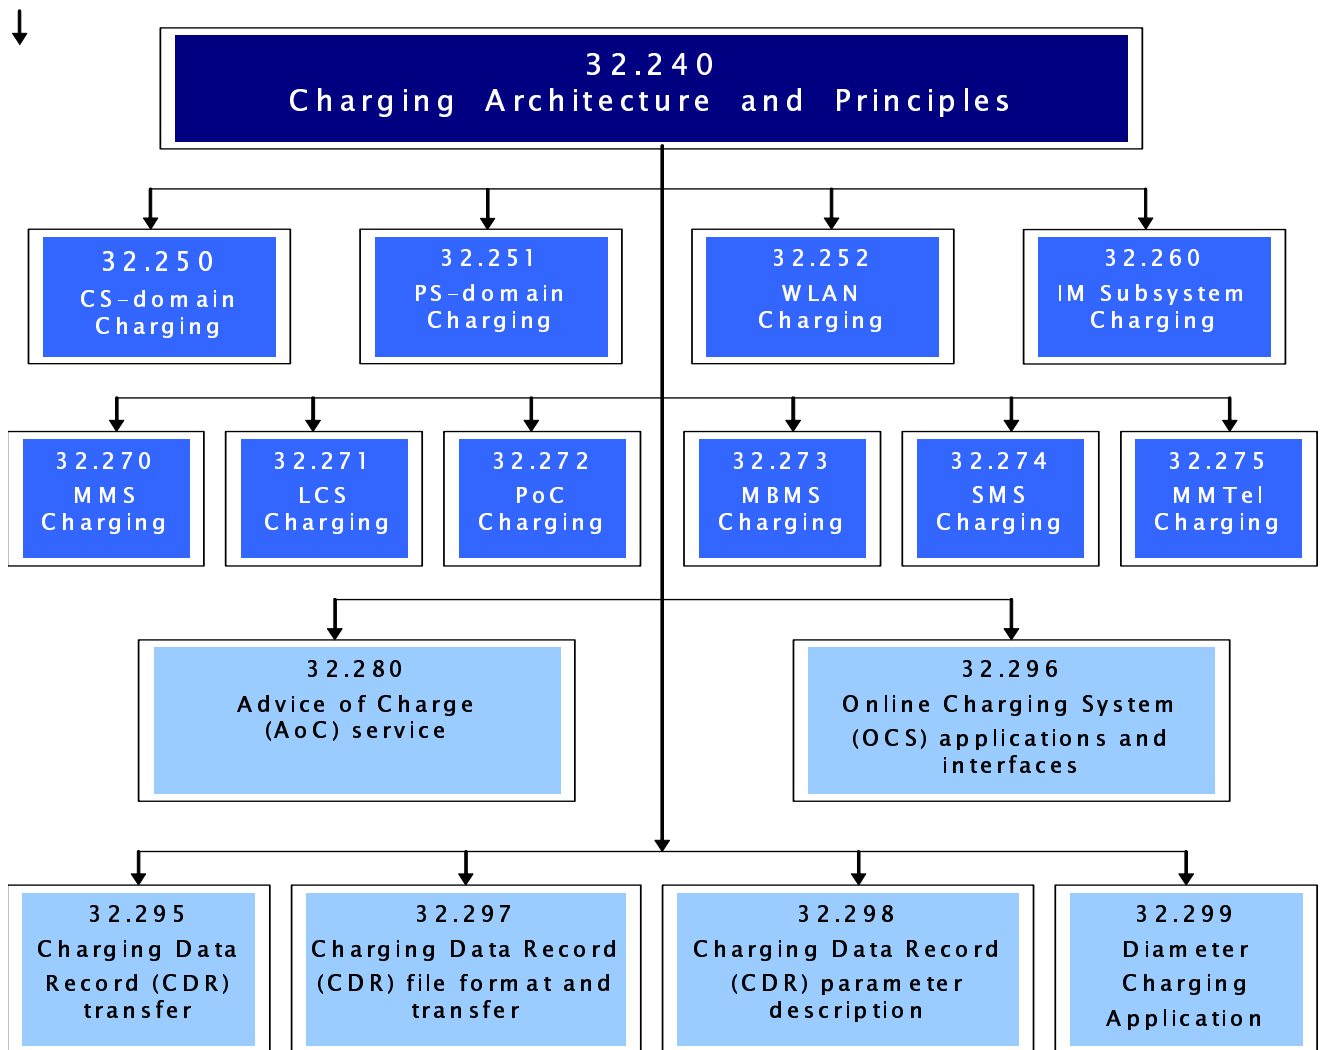 32.240
Charging Architecture and Principles
32.250
CS-domain
Charging
32.251
PS-domain
Charging
32.252
WLAN
Charging
32.260
IM Subsystem
Charging
32.270
MMS
Charging
32.271
LCS
Charging
32.272
PoC
Charging
32.273
MBMS
Charging
32.274
SMS
Charging
32.275
MMTel
Charging
32.280
Advice of Charge
(AoC) service
32.296
Online Charging System
(OCS) applications and
interfaces
32.295
Charging Data
Record (CDR)
transfer
32.297
Charging Data Record
(CDR) file format and
transfer
32.298
Charging Data Record
(CDR) parameter
description
32.299
Diameter
Charging
Application